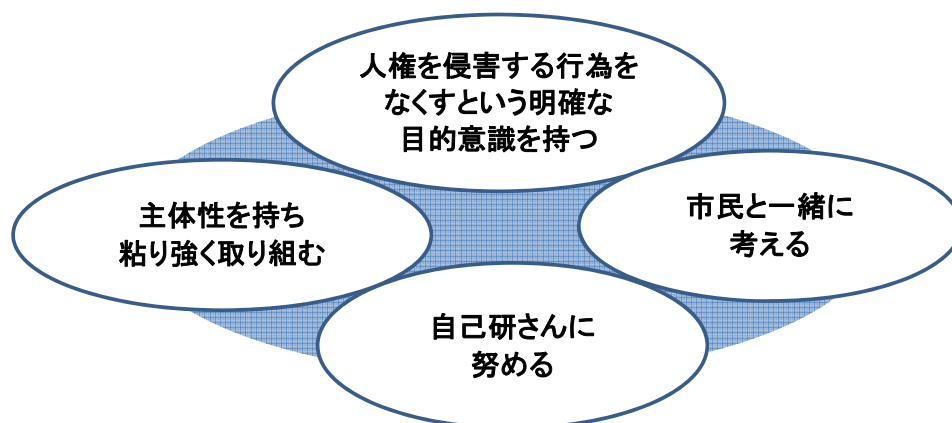 人権を侵害する行為を
なくすという明確な
目的意識を持つ
主体性を持ち
粘り強く取り組む
市民と一緒に
考える
自己研さんに
努める